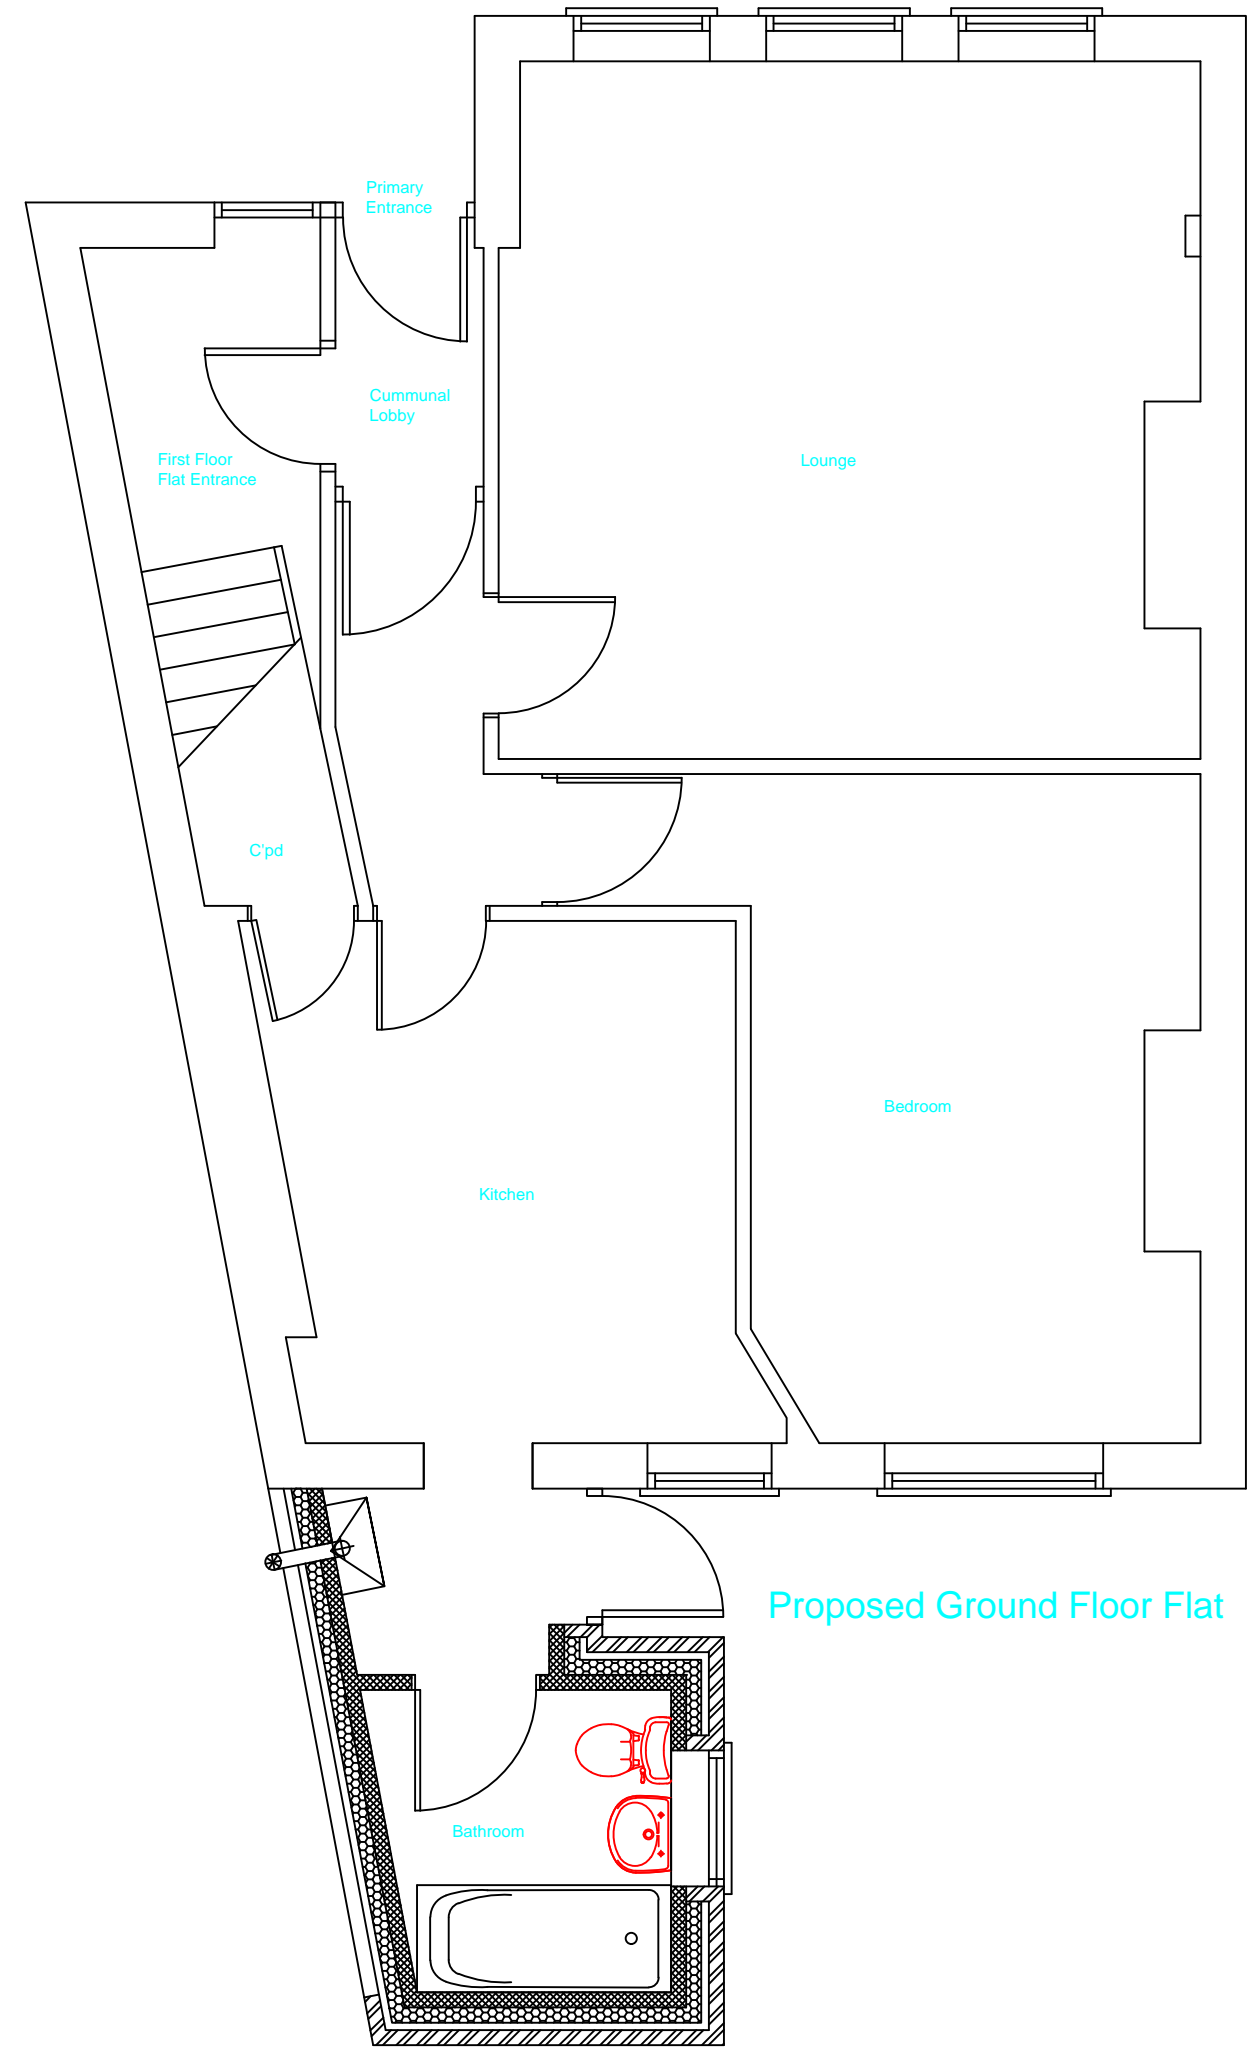 Primary
Entrance
Cummunal
Lobby
First Floor
Flat Entrance
Lounge
C'pd
Bedroom
Kitchen
Proposed Ground Floor Flat
Bathroom